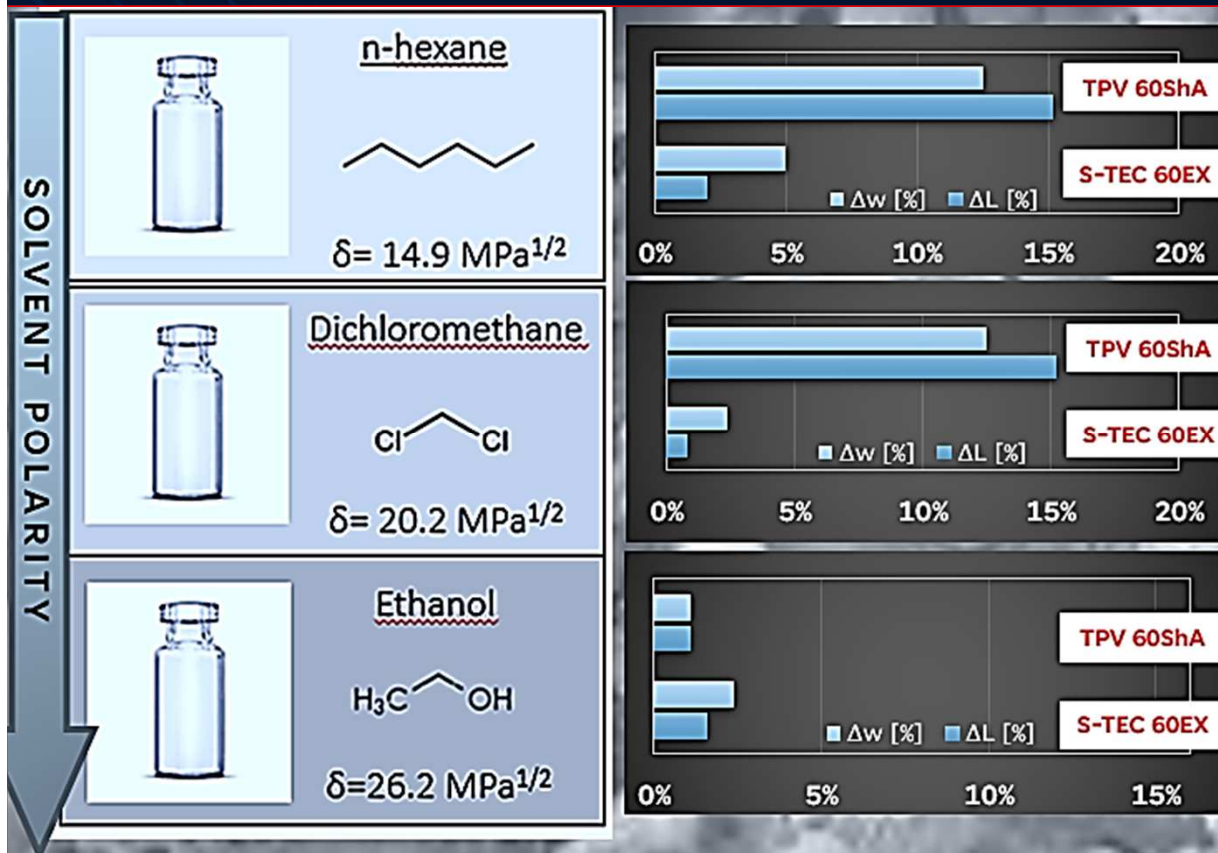 SOLVENT POLARITY
n-hexane
δ= 14.9 MPa1/2
TPV 60ShA
S-TEC 60EX
Δw [%] ΔL [%]
0% 5% 10% 15% 20%
Dichloromethane
Cl Cl
δ= 20.2 MPa1/2
TPV 60ShA
S-TEC 60EX
Δw [%] ΔL [%]
0% 5% 10% 15% 20%
Ethanol
H3C OH
δ=26.2 MPa1/2
TPV 60ShA
S-TEC 60EX
Δw [%] ΔL [%]
0% 5% 10% 15%